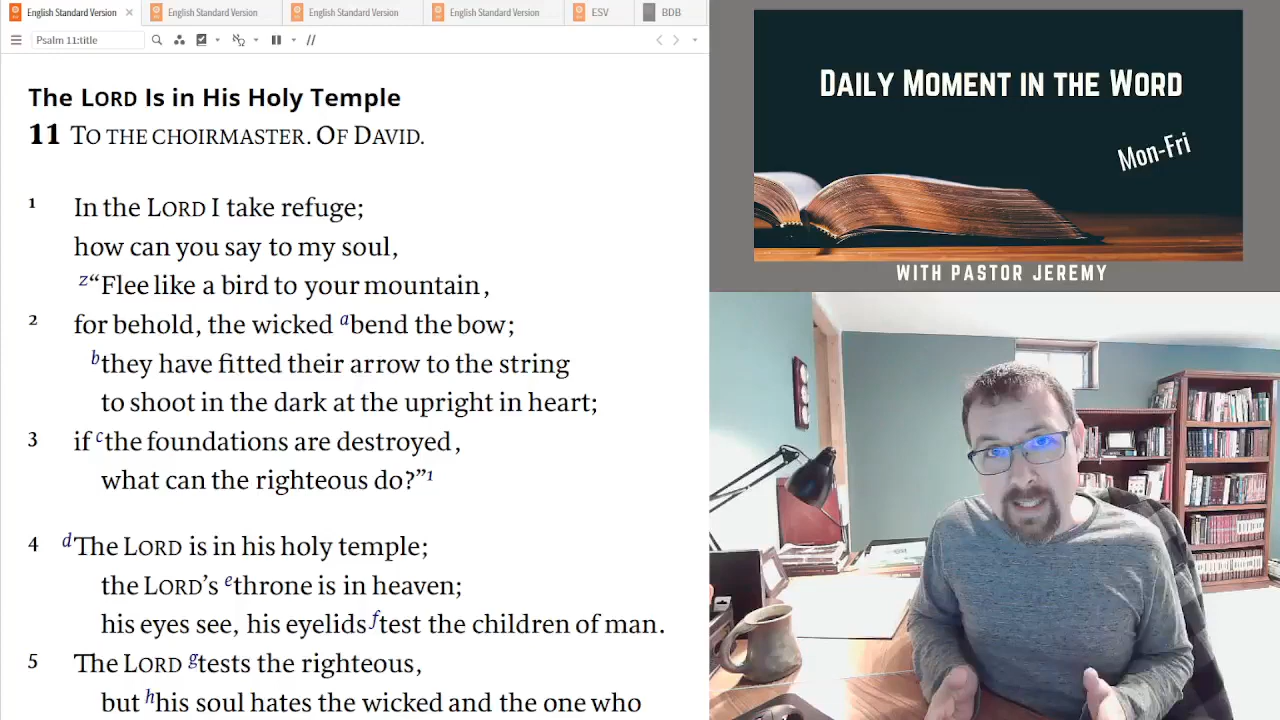 English Standard Version English Standard Version English Standard Version English Standard Version ESV BDB
Psalm 11:title
The LORD Is in His Holy Temple
11 TO THE CHOIRMASTER. OF DAVID.
1 In the LORD I take refuge;
how can you say to my soul,
z“Flee like a bird to your mountain,
2 for behold, the wicked abend the bow;
bthey have fitted their arrow to the string
to shoot in the dark at the upright in heart;
3 if cthe foundations are destroyed,
what can the righteous do?”1
4 dThe LORD is in his holy temple;
the LORD’s ethrone is in heaven;
his eyes see, his eyelids ftest the children of man.
5 The LORD gtests the righteous,
but hhis soul hates the wicked and the one who
DAILY MOMENT IN THE WORD
Mon-Fri
WITH PASTOR JEREMY